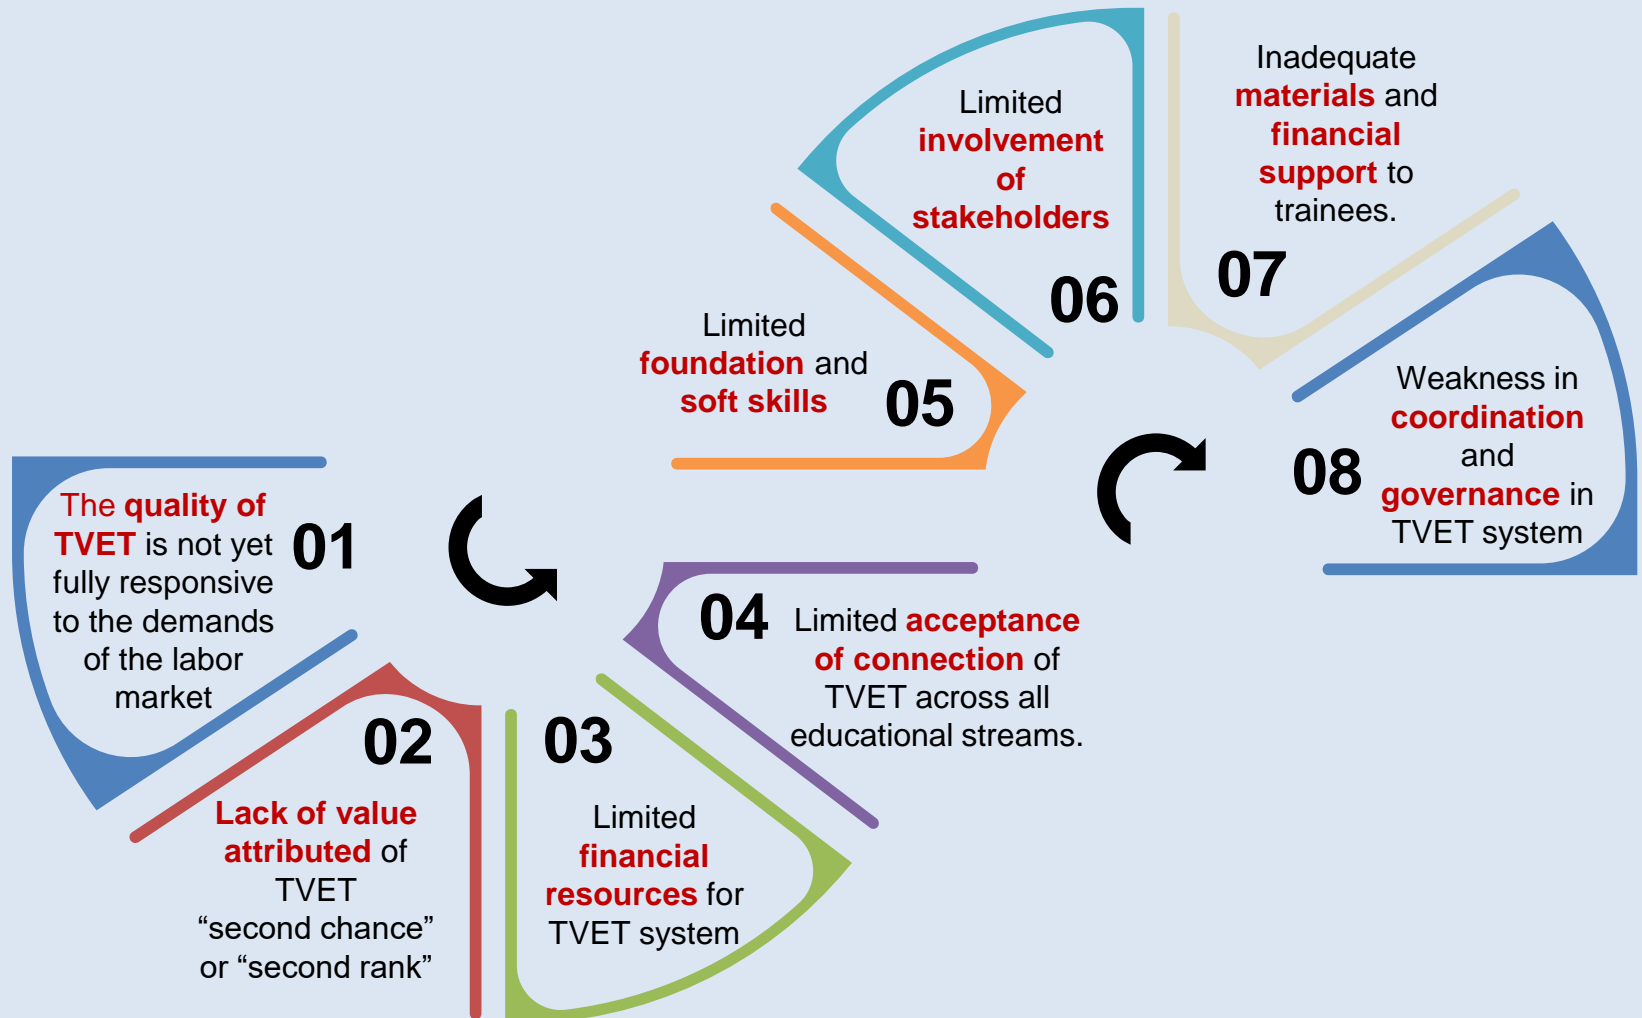 01
The quality of
TVET is not yet
fully responsive
to the demands
of the labor
market
02
Lack of value
attributed of
TVET
“second chance”
or “second rank”
03
Limited
financial
resources for
TVET system
04
Limited acceptance
of connection of
TVET across all
educational streams.
05
Limited
foundation and
soft skills
06
Limited
involvement
of
stakeholders
07
Inadequate
materials and
financial
support to
trainees.
08
Weakness in
coordination
and
governance in
TVET system